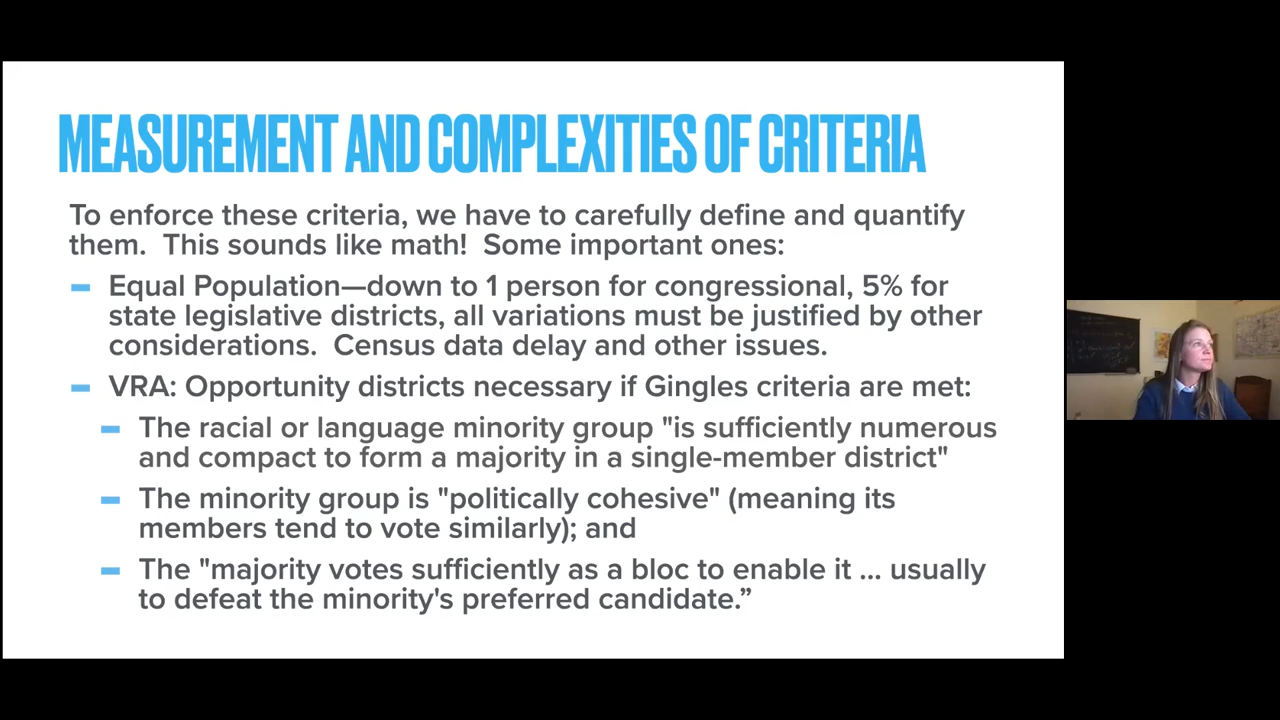 MEASUREMENT AND COMPLEXITIES OF CRITERIA
To enforce these criteria, we have to carefully define and quantify
them.  This sounds like math!  Some important ones:
Equal Population—down to 1 person for congressional, 5% for
state legislative districts, all variations must be justified by other
considerations.  Census data delay and other issues.
VRA: Opportunity districts necessary if Gingles criteria are met:
The racial or language minority group "is sufficiently numerous
and compact to form a majority in a single-member district"
The minority group is "politically cohesive" (meaning its
members tend to vote similarly); and
The "majority votes sufficiently as a bloc to enable it ... usually
to defeat the minority's preferred candidate.”